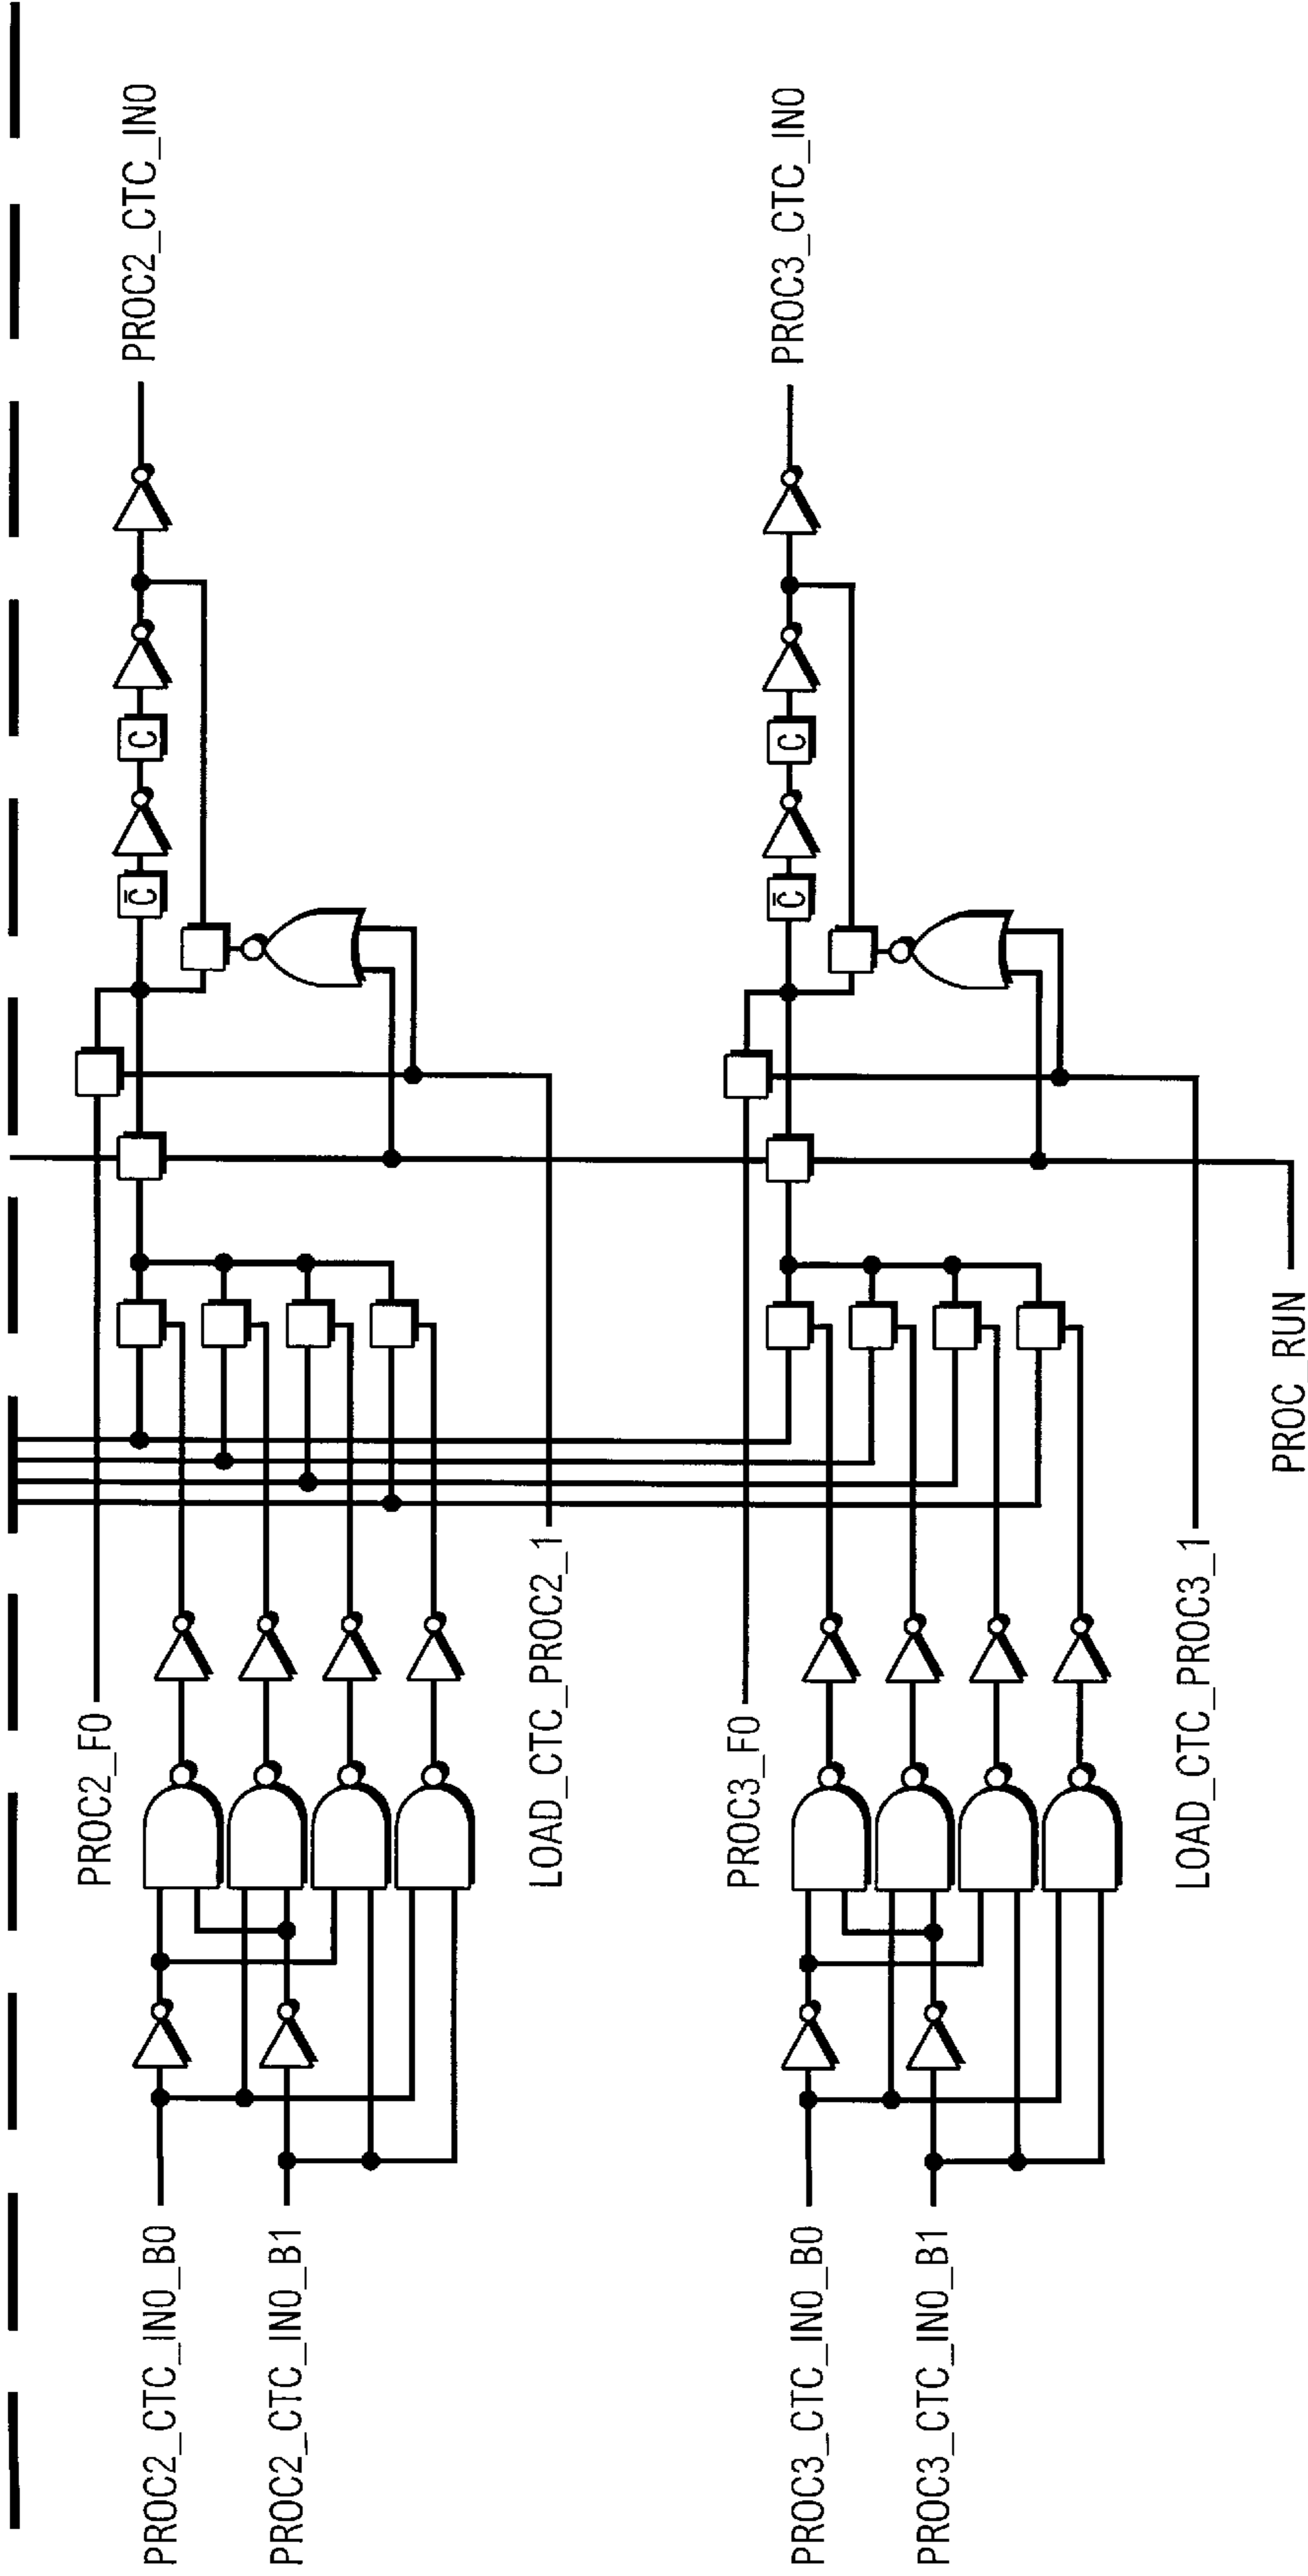 PROC2_CTC_IN0_B0
PROC2_CTC_IN0_B1
PROC2_F0
LOAD_CTC_PROC2_1
C̅
C
PROC2_CTC_IN0
PROC3_CTC_IN0_B0
PROC3_CTC_IN0_B1
PROC3_F0
LOAD_CTC_PROC3_1
C̅
C
PROC3_CTC_IN0
PROC_RUN